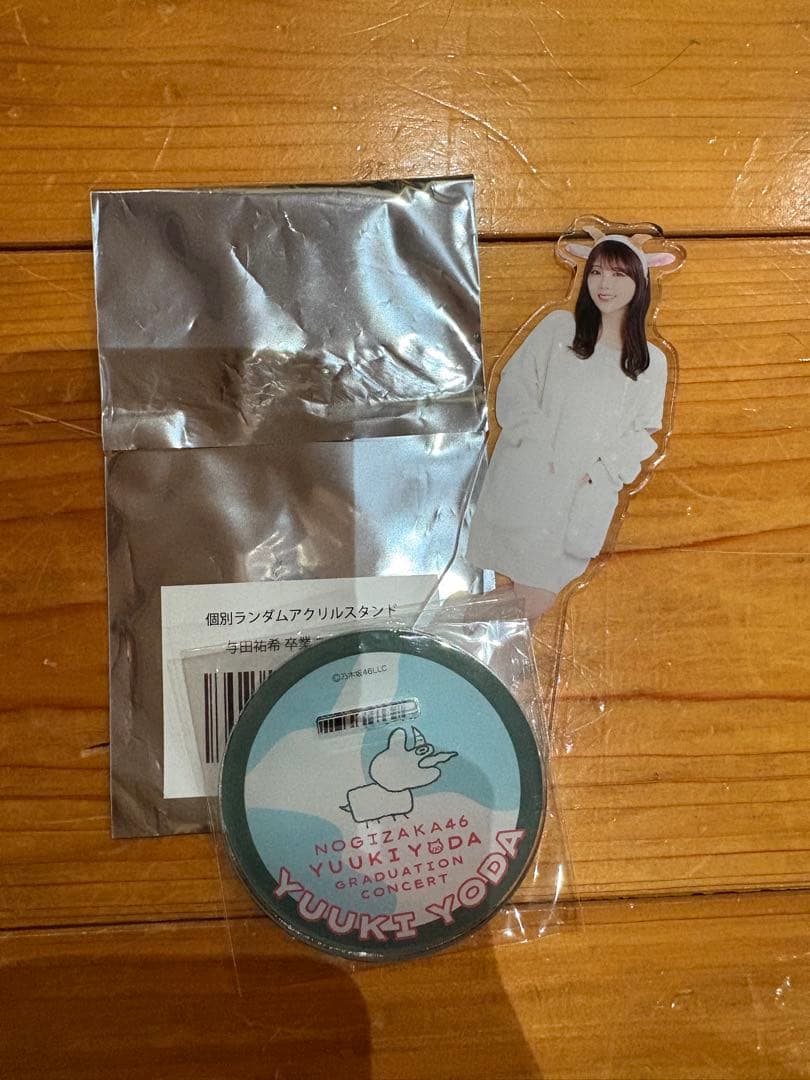 個別ランダムアクリルスタンド
与田祐希 卒業
©乃木坂46LLC
NOGIZAKA46
YUUKI YODA
GRADUATION
CONCERT
YUUKI YODA